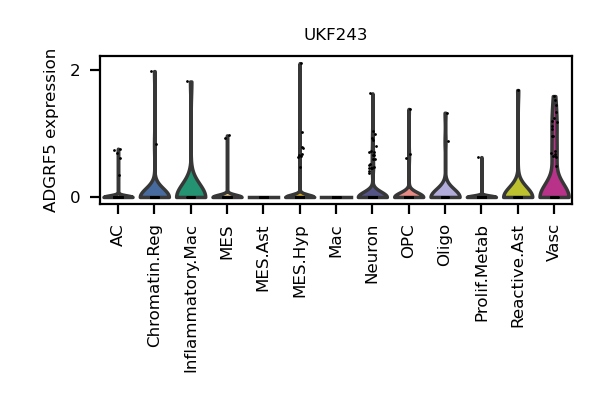 UKF243
ADGRF5 expression
2
0
AC
Chromatin.Reg
Inflammatory.Mac
MES
MES.Ast
MES.Hyp
Mac
Neuron
OPC
Oligo
Prolif.Metab
Reactive.Ast
Vasc